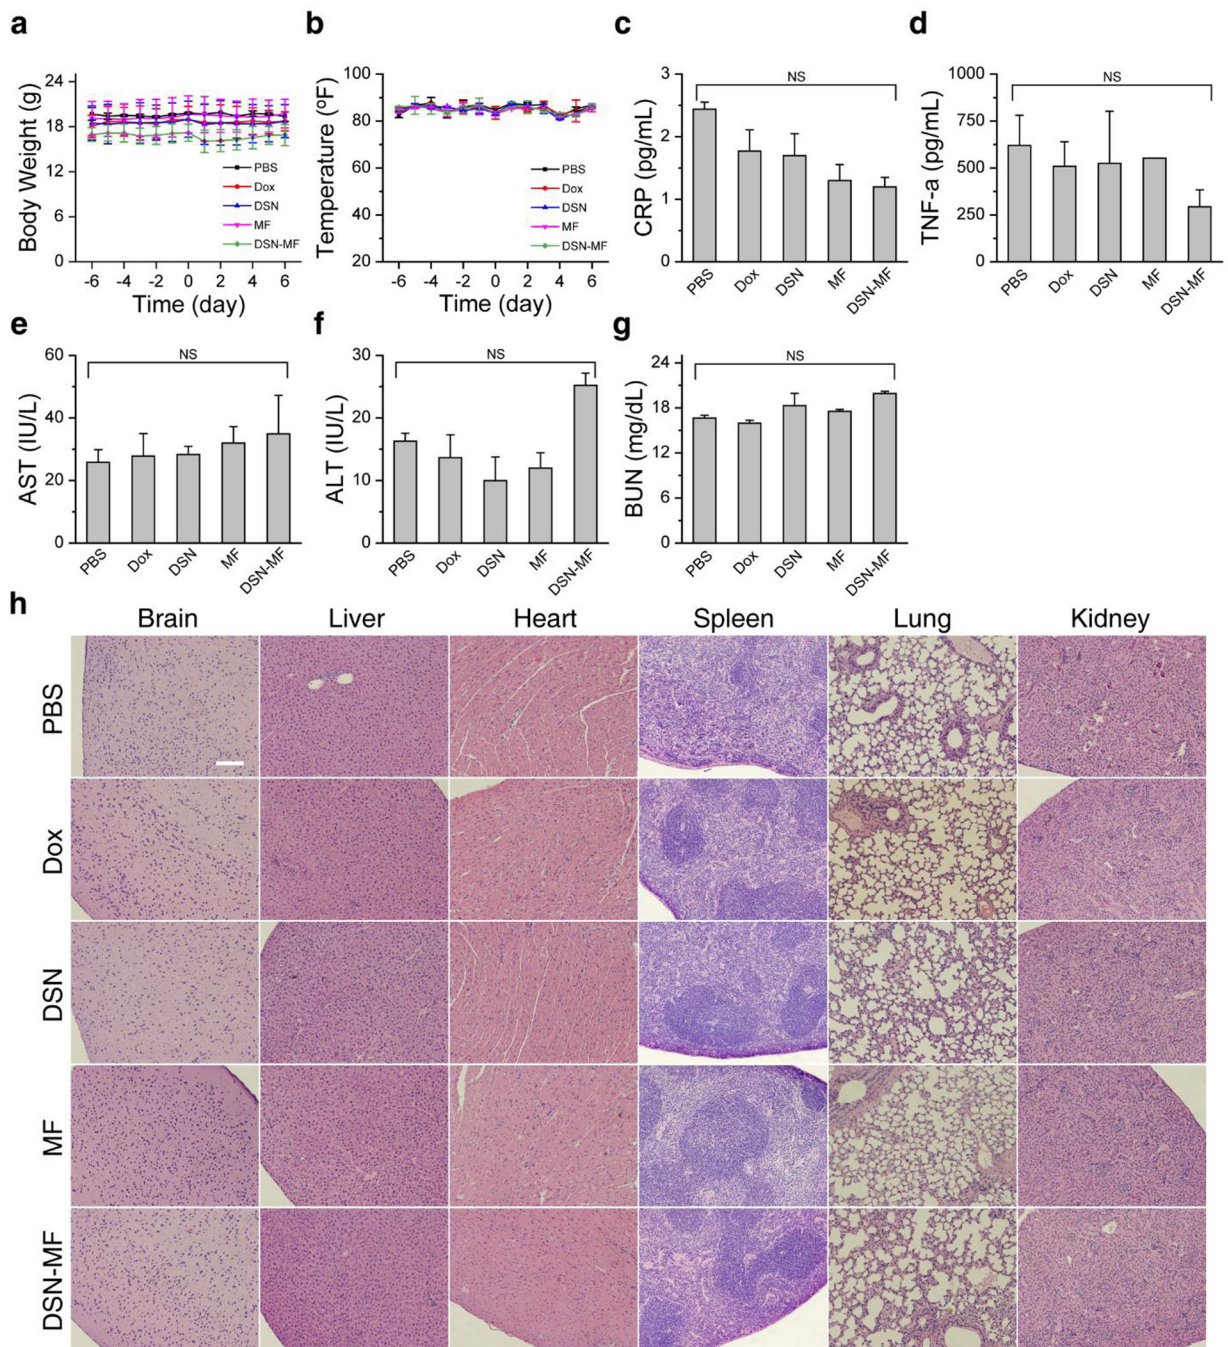 a
b
c
d
24
18
12
6
0
Body Weight (g)
PBS
Dox
DSN
MF
DSN-MF
-6 -4 -2 0 2 4 6
Time (day)
100
80
60
40
20
Temperature (ºF)
PBS
Dox
DSN
MF
DSN-MF
-6 -4 -2 0 2 4 6
Time (day)
NS
3
2
1
0
CRP (pg/mL)
PBS Dox DSN MF DSN-MF
NS
1000
750
500
250
0
TNF-a (pg/mL)
PBS Dox DSN MF DSN-MF
e
f
g
NS
60
40
20
0
AST (IU/L)
PBS Dox DSN MF DSN-MF
NS
30
20
10
0
ALT (IU/L)
PBS Dox DSN MF DSN-MF
NS
24
18
12
6
0
BUN (mg/dL)
PBS Dox DSN MF DSN-MF
h
Brain Liver Heart Spleen Lung Kidney
PBS
Dox
DSN
MF
DSN-MF